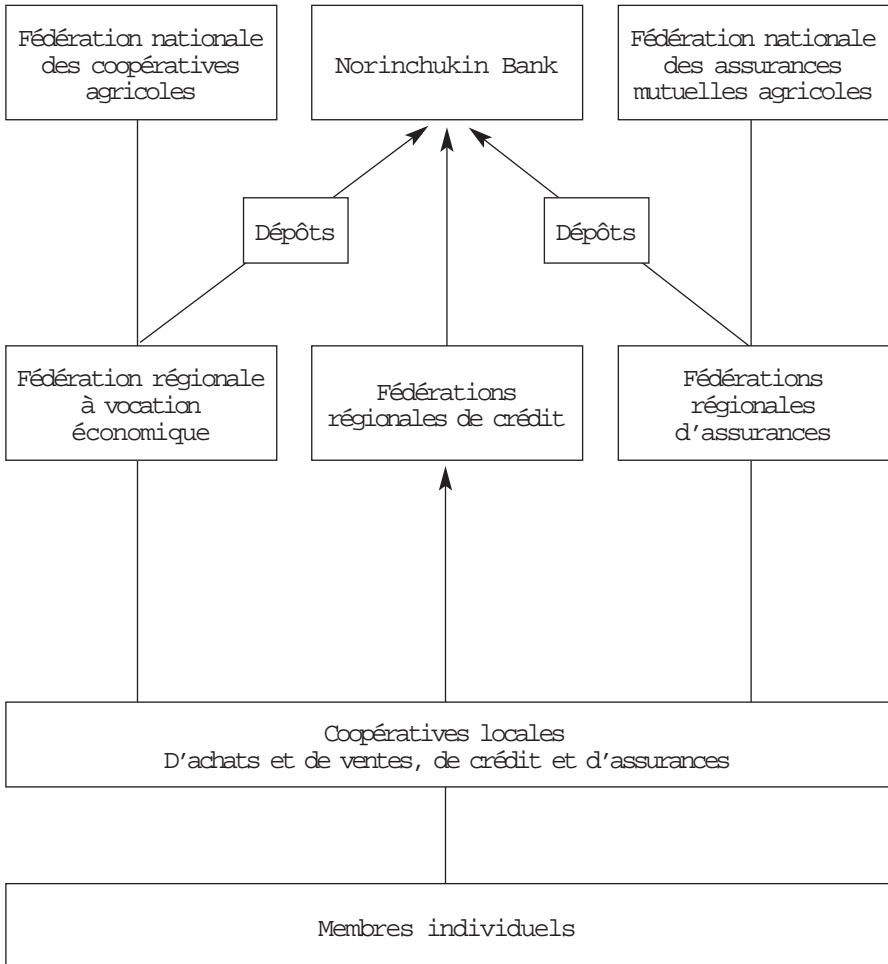 Fédération nationale
des coopératives
agricoles
Norinchukin Bank
Fédération nationale
des assurances
mutuelles agricoles
Dépôts
Dépôts
Fédération régionale
à vocation
économique
Fédérations
régionales de crédit
Fédérations
régionales
d'assurances
Coopératives locales
D'achats et de ventes, de crédit et d'assurances
Membres individuels